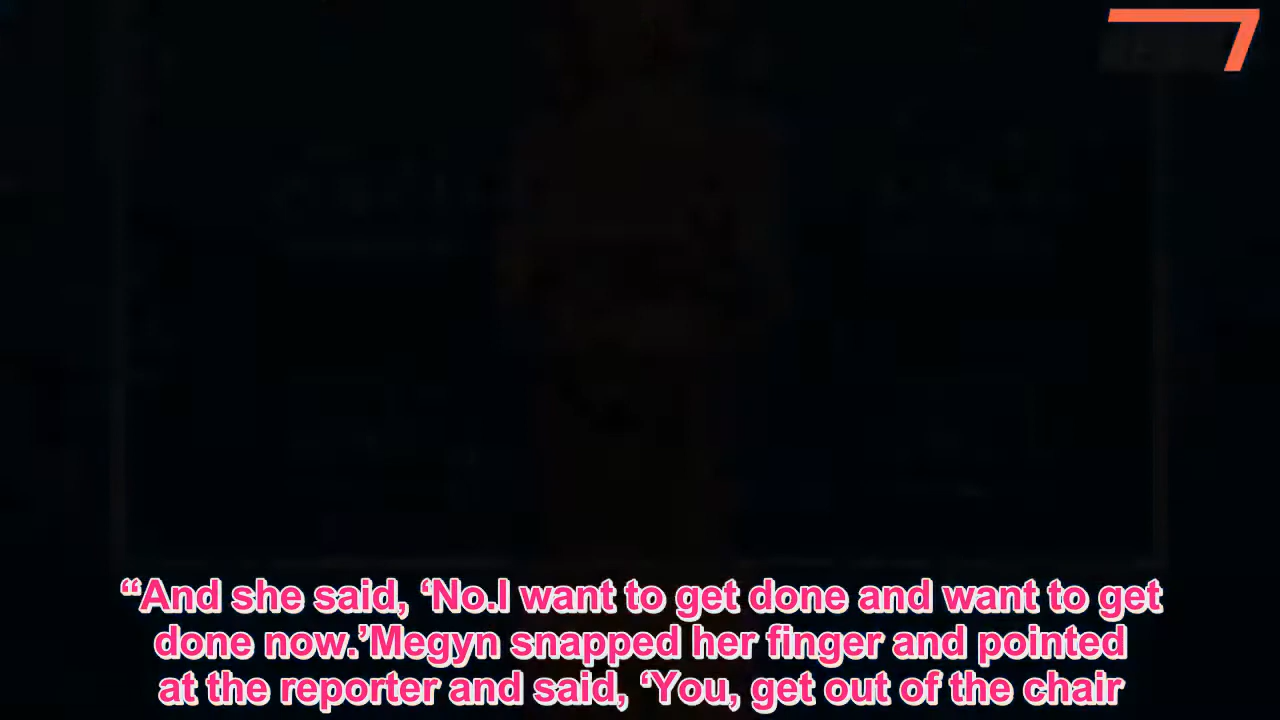 “And she said, ‘No.I want to get done and want to get
done now.’Megyn snapped her finger and pointed
at the reporter and said, ‘You, get out of the chair